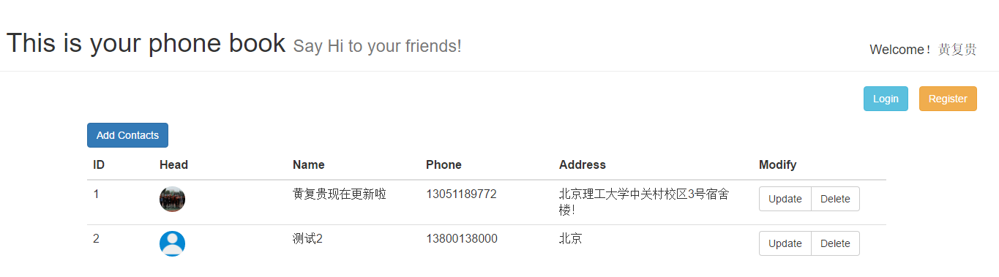 This is your phone book Say Hi to your friends!
Welcome！黄复贵
Login Register
Add Contacts
ID Head Name Phone Address Modify
1 黄复贵现在更新啦 13051189772 北京理工大学中关村校区3号宿舍 Update Delete
楼！
2 测试2 13800138000 北京 Update Delete